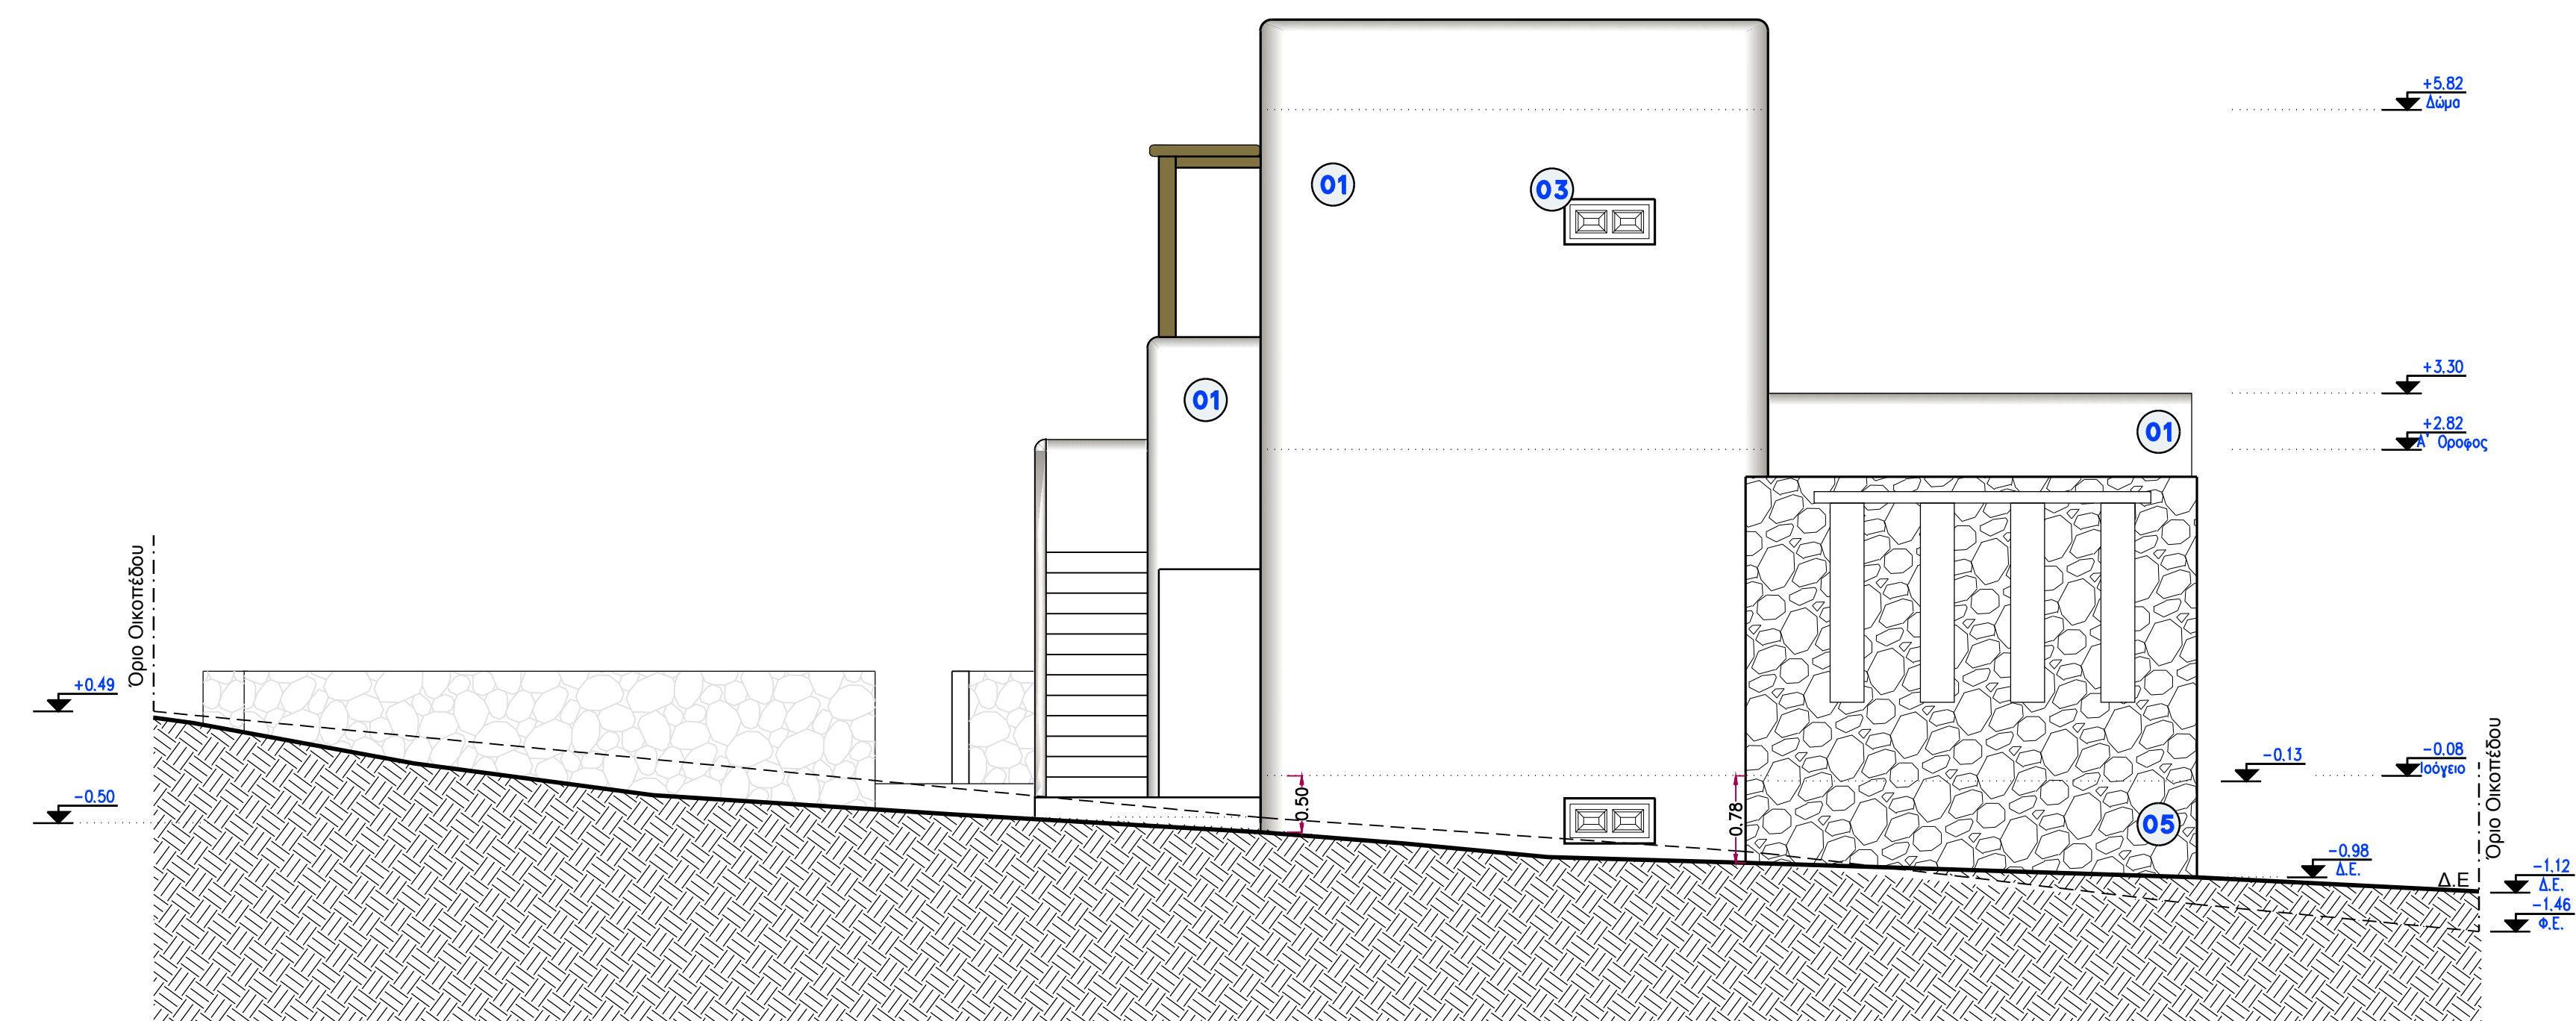 +5.82
Δώμα
01
03
+3.30
01
01
+2.82
Α' Οροφος
Όριο Οικοπέδου
+0.49
-0.50
0.50
0.78
-0.13
-0.08
Ισόγειο
Όριο Οικοπέδου
05
-0.98
Δ.Ε.
Δ.Ε
-1.12
Δ.Ε.
-1.46
Φ.Ε.